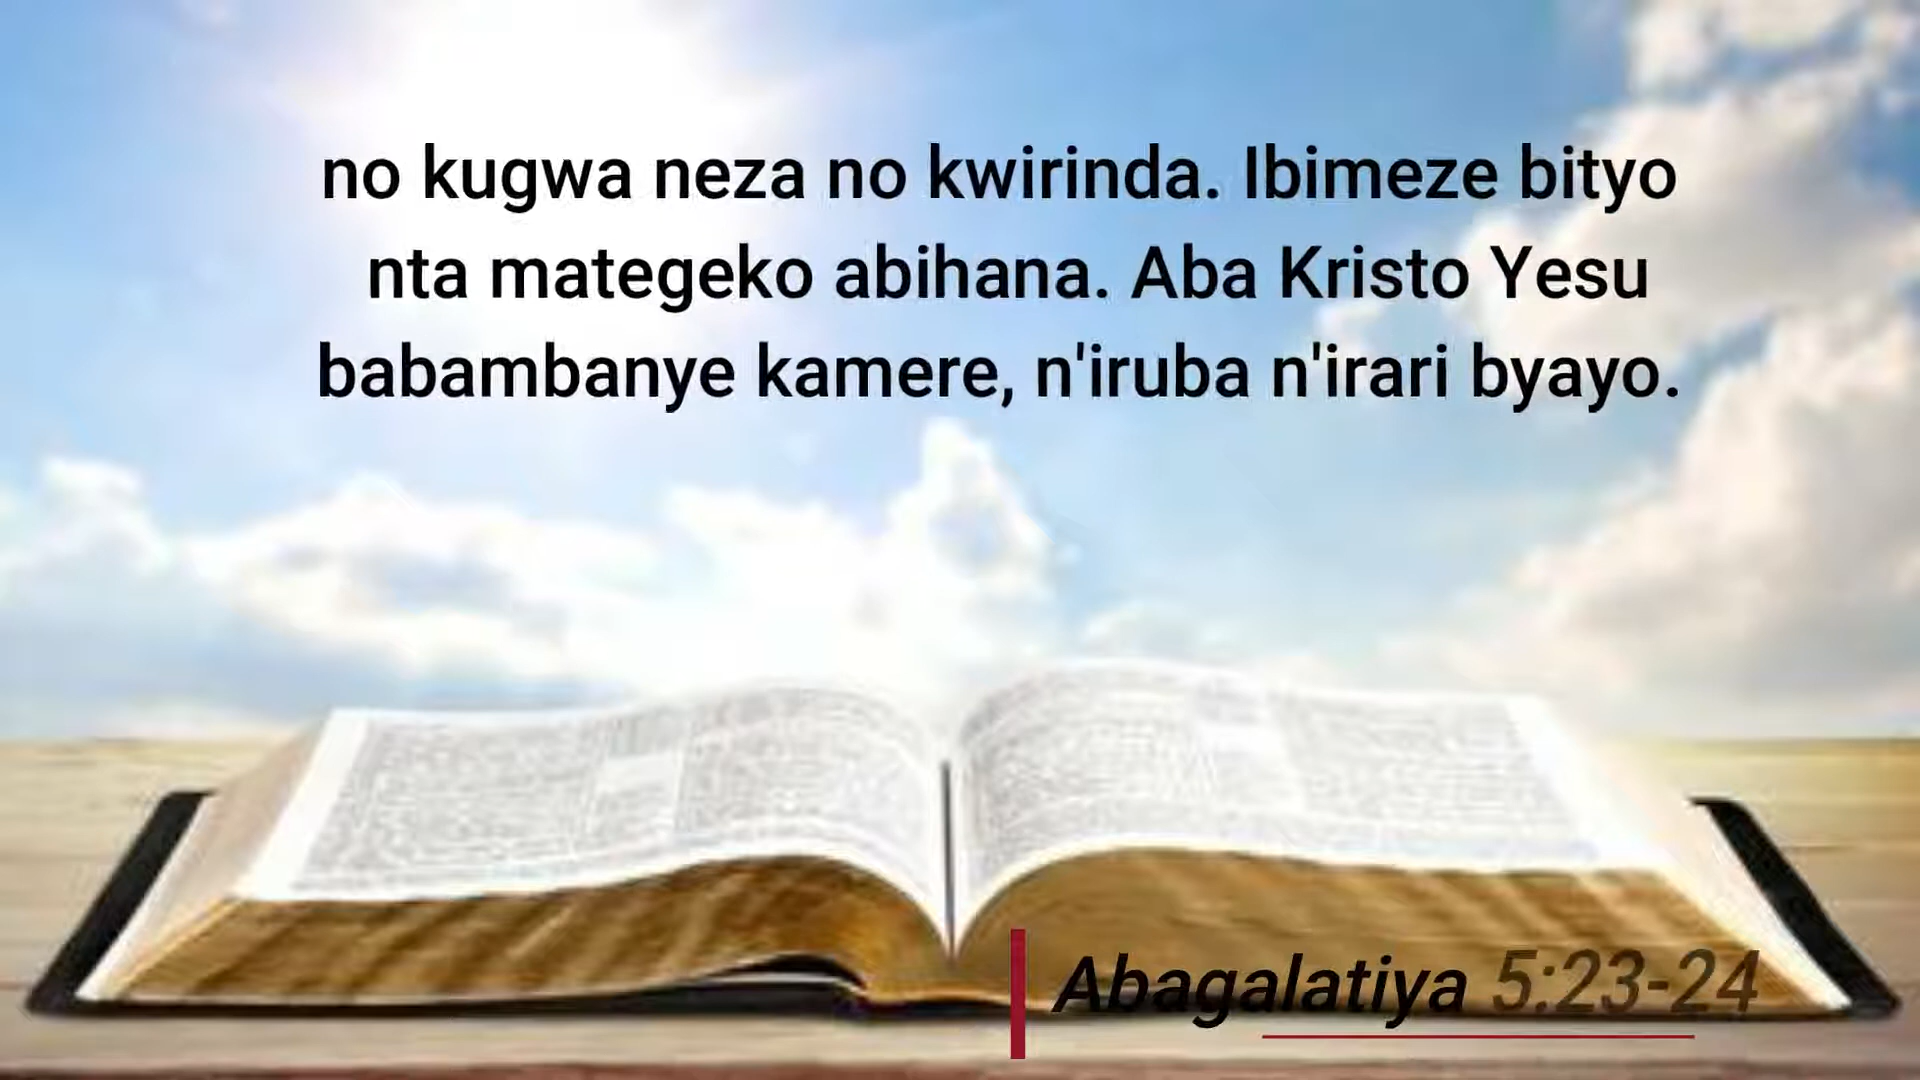 no kugwa neza no kwirinda. Ibimeze bityo
nta mategeko abihana. Aba Kristo Yesu
babambanye kamere, n'iruba n'irari byayo.
Abagalatiya 5:23-24